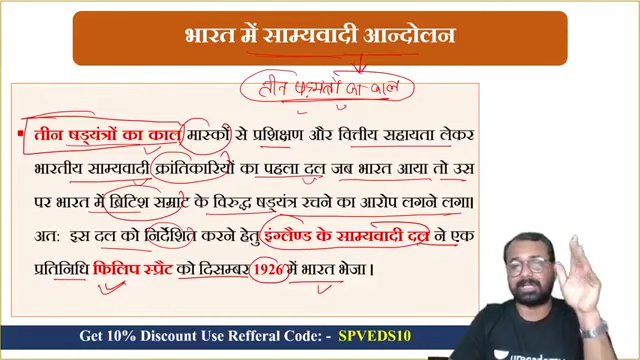 भारत में साम्यवादी आन्दोलन
तीन षड्यंत्रों का काल
तीन षड्यंत्रों का काल मास्को से प्रशिक्षण और वित्तीय सहायता लेकर
भारतीय साम्यवादी क्रांतिकारियों का पहला दल जब भारत आया तो उस
पर भारत में ब्रिटिश सम्राट के विरुद्ध षड्यंत्र रचने का आरोप लगने लगा।
अतः इस दल को निर्देशित करने हेतु इंग्लैण्ड के साम्यवादी दल ने एक
प्रतिनिधि फिलिप स्प्रैट को दिसम्बर 1926 में भारत भेजा।
Get 10% Discount Use Refferal Code: - SPVEDS10